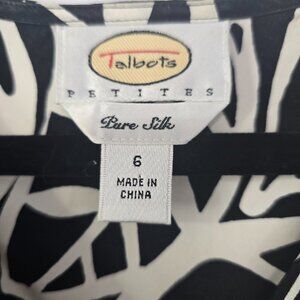 Talbots
PETITES
Pure Silk
6
MADE IN
CHINA